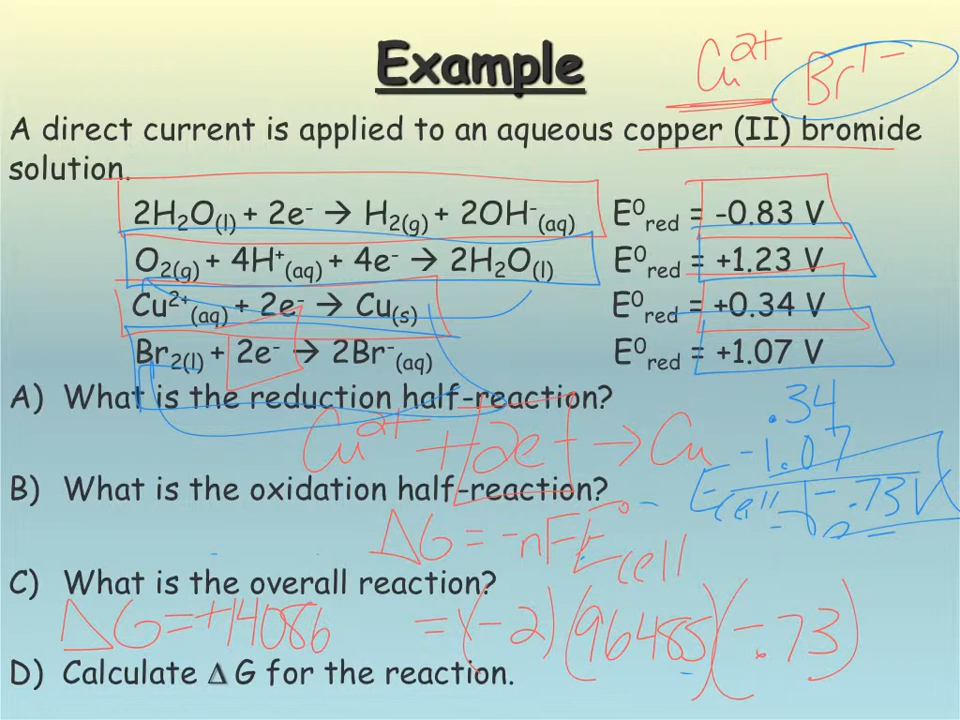 Example
Cu²⁺ Br¹⁻
A direct current is applied to an aqueous copper (II) bromide
solution.
2H₂O(l) + 2e⁻ → H₂(g) + 2OH⁻(aq) E⁰red = -0.83 V
O₂(g) + 4H⁺(aq) + 4e⁻ → 2H₂O(l) E⁰red = +1.23 V
Cu²⁺(aq) + 2e⁻ → Cu(s) E⁰red = +0.34 V
Br₂(l) + 2e⁻ → 2Br⁻(aq) E⁰red = +1.07 V
A) What is the reduction half-reaction?
.34
Cu²⁺ + 2e⁻ → Cu
-1.07
B) What is the oxidation half-reaction?
Ecell = -.73V
ΔG = -nFE°cell
C) What is the overall reaction?
ΔG = +14086 = (-2)(96485)(-.73)
D) Calculate Δ G for the reaction.